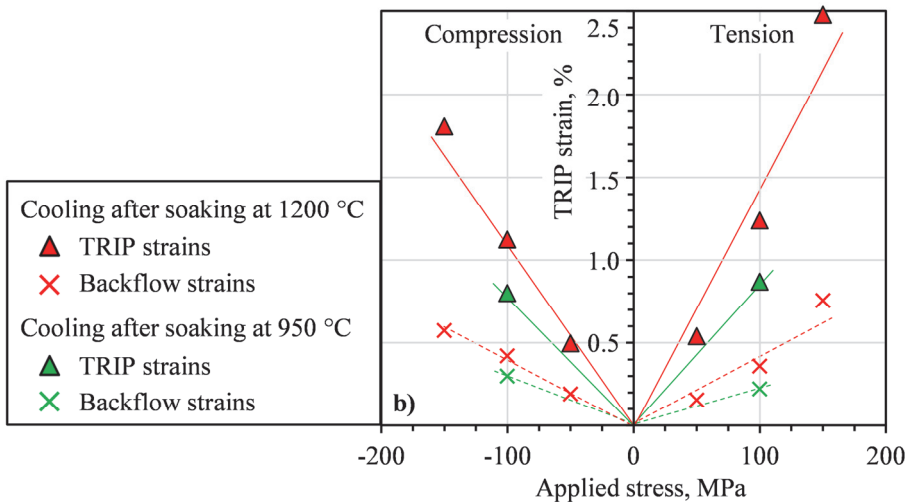 Compression
Tension
TRIP strain, %
2.5
2.0
1.5
1.0
0.5
Cooling after soaking at 1200 °C
TRIP strains
Backflow strains
Cooling after soaking at 950 °C
TRIP strains
Backflow strains
b)
-200
-100
0
100
200
Applied stress, MPa